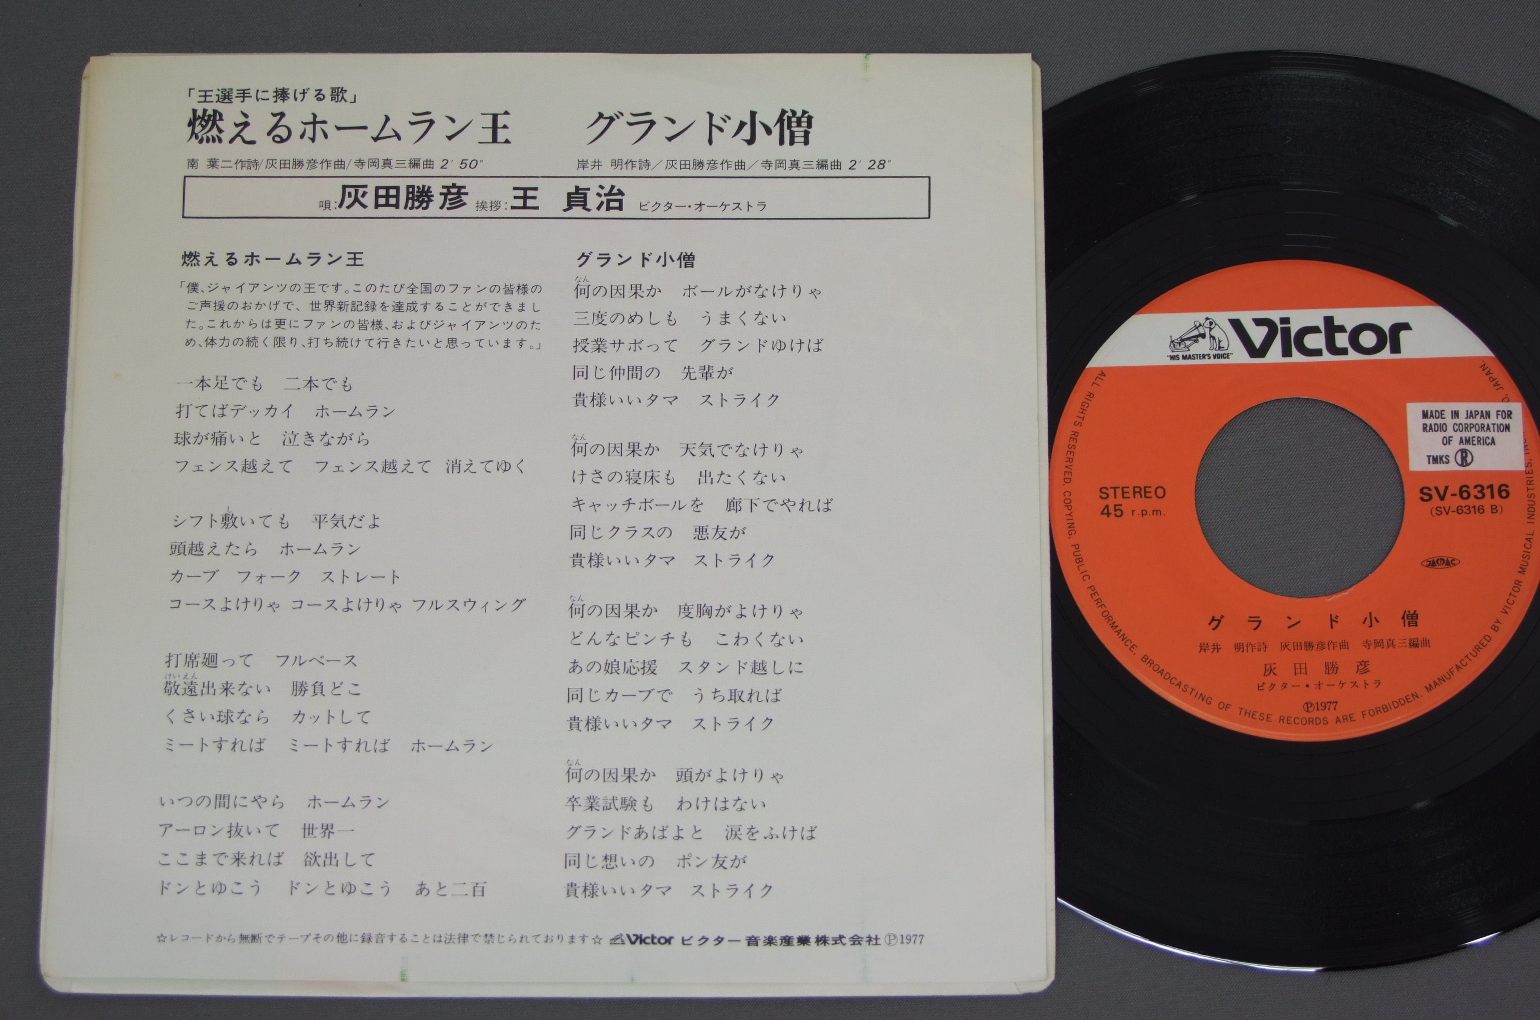 「王選手に捧げる歌」
燃えるホームラン王　グランド小僧
南 葉二作詩/灰田勝彦作曲/寺岡真三編曲 2′50″
岸井 明作詩／灰田勝彦作曲／寺岡真三編曲 2′28″
唄:灰田勝彦 挨拶:王 貞治 ビクター・オーケストラ
燃えるホームラン王
「僕、ジャイアンツの王です。このたび全国のファンの皆様の
ご声援のおかげで、世界新記録を達成することができまし
た。これからは更にファンの皆様、およびジャイアンツのた
め、体力の続く限り、打ち続けて行きたいと思っています。」
一本足でも　二本でも
打てばデッカイ　ホームラン
球が痛いと　泣きながら
フェンス越えて　フェンス越えて　消えてゆく
シフト敷いても　平気だよ
頭越えたら　ホームラン
カーブ　フォーク　ストレート
コースよけりゃ コースよけりゃ フルスウィング
打席廻って　フルベース
けいえん
敬遠出来ない　勝負どこ
くさい球なら　カットして
ミートすれば　ミートすれば　ホームラン
いつの間にやら　ホームラン
アーロン抜いて　世界一
ここまで来れば　欲出して
ドンとゆこう　ドンとゆこう　あと二百
グランド小僧
なん
何の因果か　ボールがなけりゃ
三度のめしも　うまくない
授業サボって　グランドゆけば
同じ仲間の　先輩が
貴様いいタマ　ストライク
なん
何の因果か　天気でなけりゃ
けさの寝床も　出たくない
キャッチボールを　廊下でやれば
同じクラスの　悪友が
貴様いいタマ　ストライク
なん
何の因果か　度胸がよけりゃ
どんなピンチも　こわくない
あの娘応援　スタンド越しに
同じカーブで　うち取れば
貴様いいタマ　ストライク
なん
何の因果か　頭がよけりゃ
卒業試験も　わけはない
グランドあばよと　涙をふけば
同じ想いの　ポン友が
貴様いいタマ　ストライク
☆レコードから無断でテープその他に録音することは法律で禁じられております☆ Victor ビクター音楽産業株式会社 Ⓟ1977
"HIS MASTER'S VOICE" Victor
MADE IN JAPAN FOR
RADIO CORPORATION
OF AMERICA
TMKS Ⓡ
STEREO
45 r.p.m.
SV-6316
(SV-6316 B)
JASRAC
グランド小僧
岸井 明作詩 灰田勝彦作曲 寺岡真三編曲
灰田勝彦
ビクター・オーケストラ
Ⓟ1977
ALL RIGHTS RESERVED. COPYING, PUBLIC PERFORMANCE, BROADCASTING OF THESE RECORDS ARE FORBIDDEN. MANUFACTURED BY VICTOR MUSICAL INDUSTRIES, JAPAN.